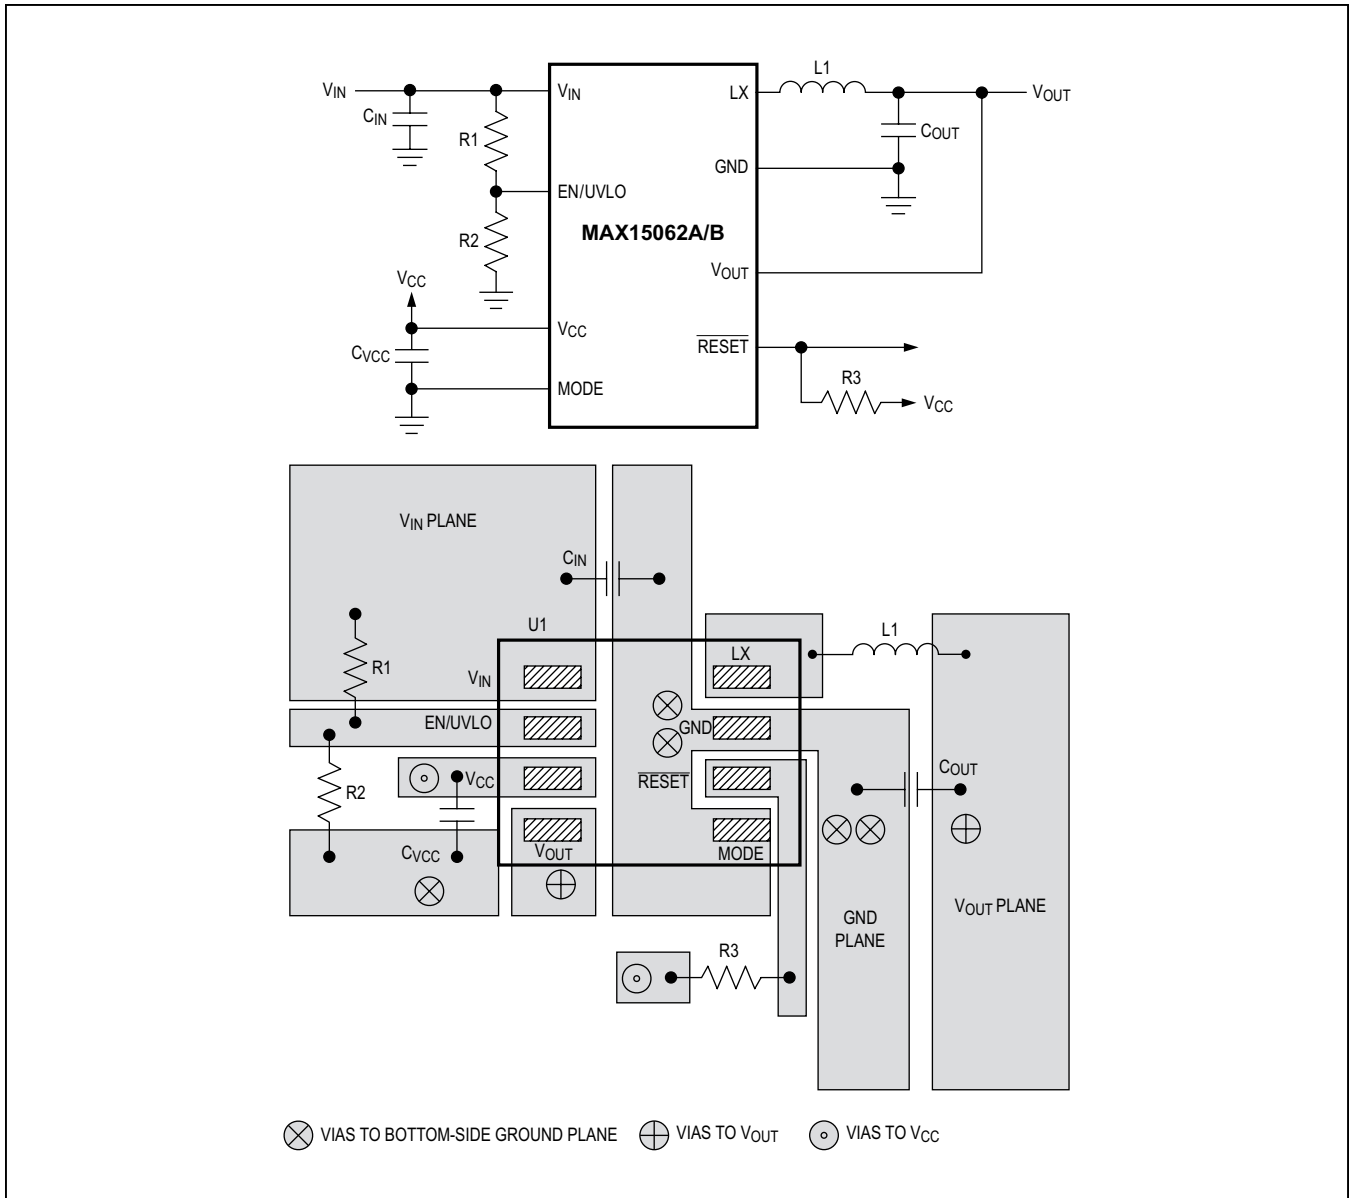 VIN
CIN
R1
R2
VCC
CVCC
VIN
EN/UVLO
VCC
MODE
MAX15062A/B
LX
GND
VOUT
RESET
L1
COUT
VOUT
R3
VCC
VIN PLANE
CIN
U1
R1
VIN
LX
L1
EN/UVLO
GND
R2
VCC
RESET
COUT
CVCC
VOUT
MODE
GND
PLANE
VOUT PLANE
R3
VIAS TO BOTTOM-SIDE GROUND PLANE
VIAS TO VOUT
VIAS TO VCC